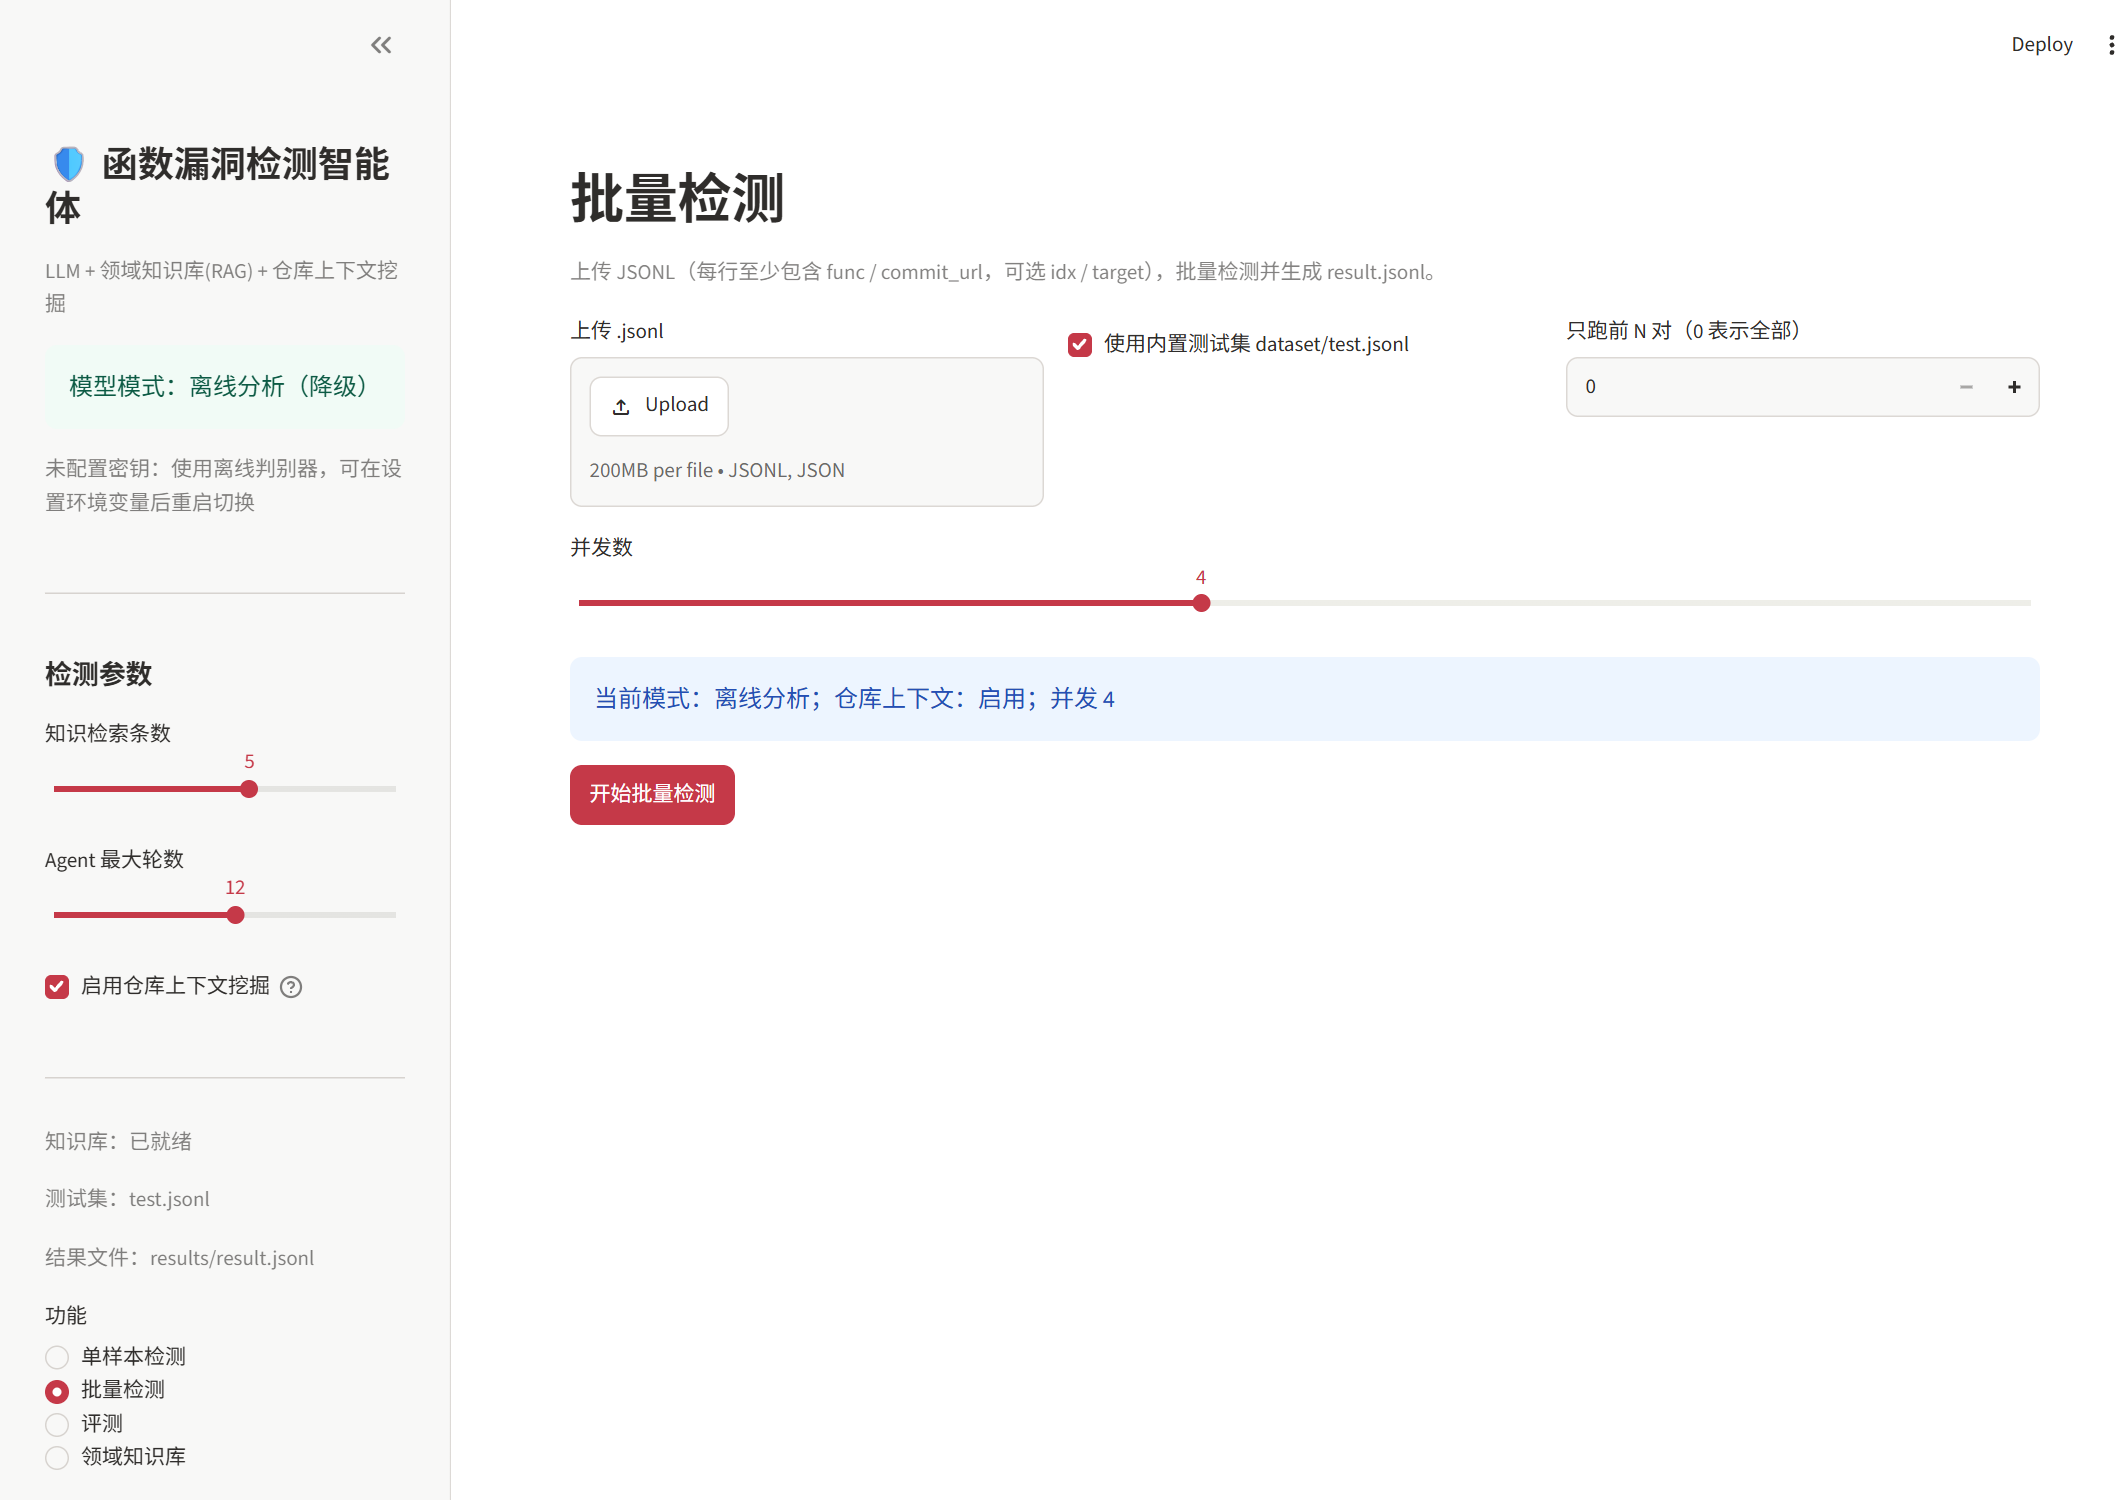 函数漏洞检测智能
体
LLM + 领域知识库(RAG) + 仓库上下文挖
掘
模型模式：离线分析（降级）
未配置密钥：使用离线判别器，可在设
置环境变量后重启切换
检测参数
知识检索条数
5
Agent 最大轮数
12
启用仓库上下文挖掘
知识库：已就绪
测试集：test.jsonl
结果文件：results/result.jsonl
功能
单样本检测
批量检测
评测
领域知识库
Deploy
批量检测
上传 JSONL（每行至少包含 func / commit_url，可选 idx / target），批量检测并生成 result.jsonl。
上传 .jsonl
Upload
200MB per file • JSONL, JSON
使用内置测试集 dataset/test.jsonl
只跑前 N 对（0 表示全部）
0
并发数
4
当前模式：离线分析；仓库上下文：启用；并发 4
开始批量检测